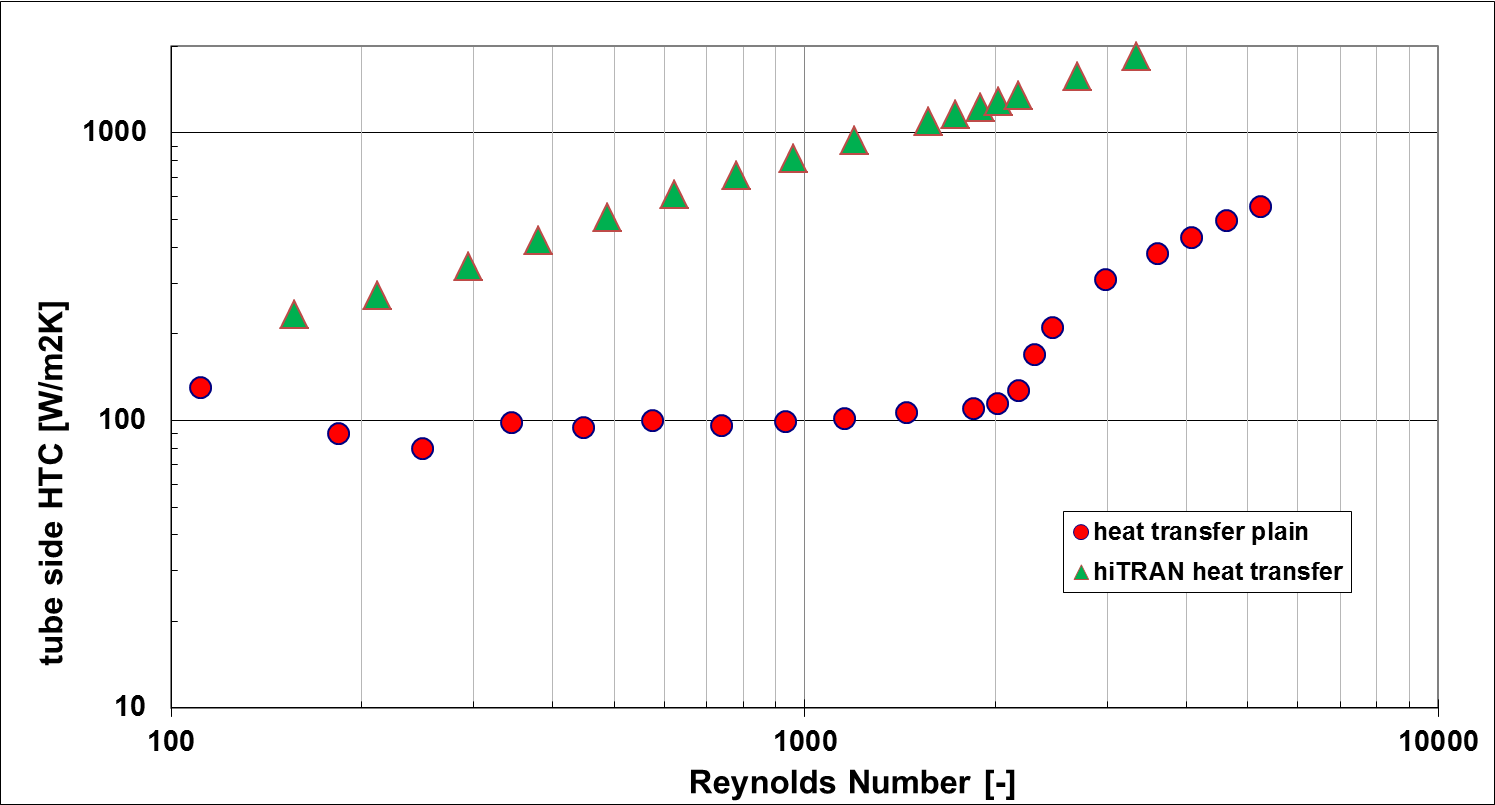 tube side HTC [W/m2K]
1000
100
10
heat transfer plain
hiTRAN heat transfer
100
1000
10000
Reynolds Number [-]